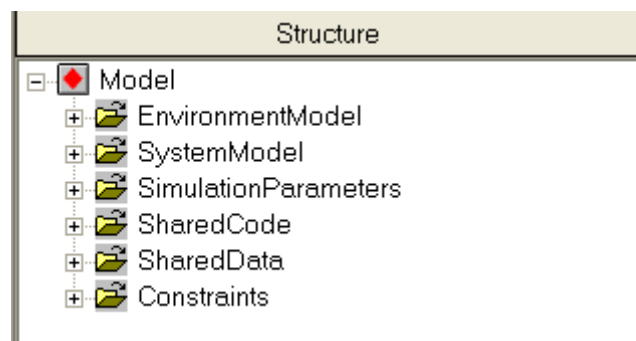 Structure
Model
EnvironmentModel
SystemModel
SimulationParameters
SharedCode
SharedData
Constraints